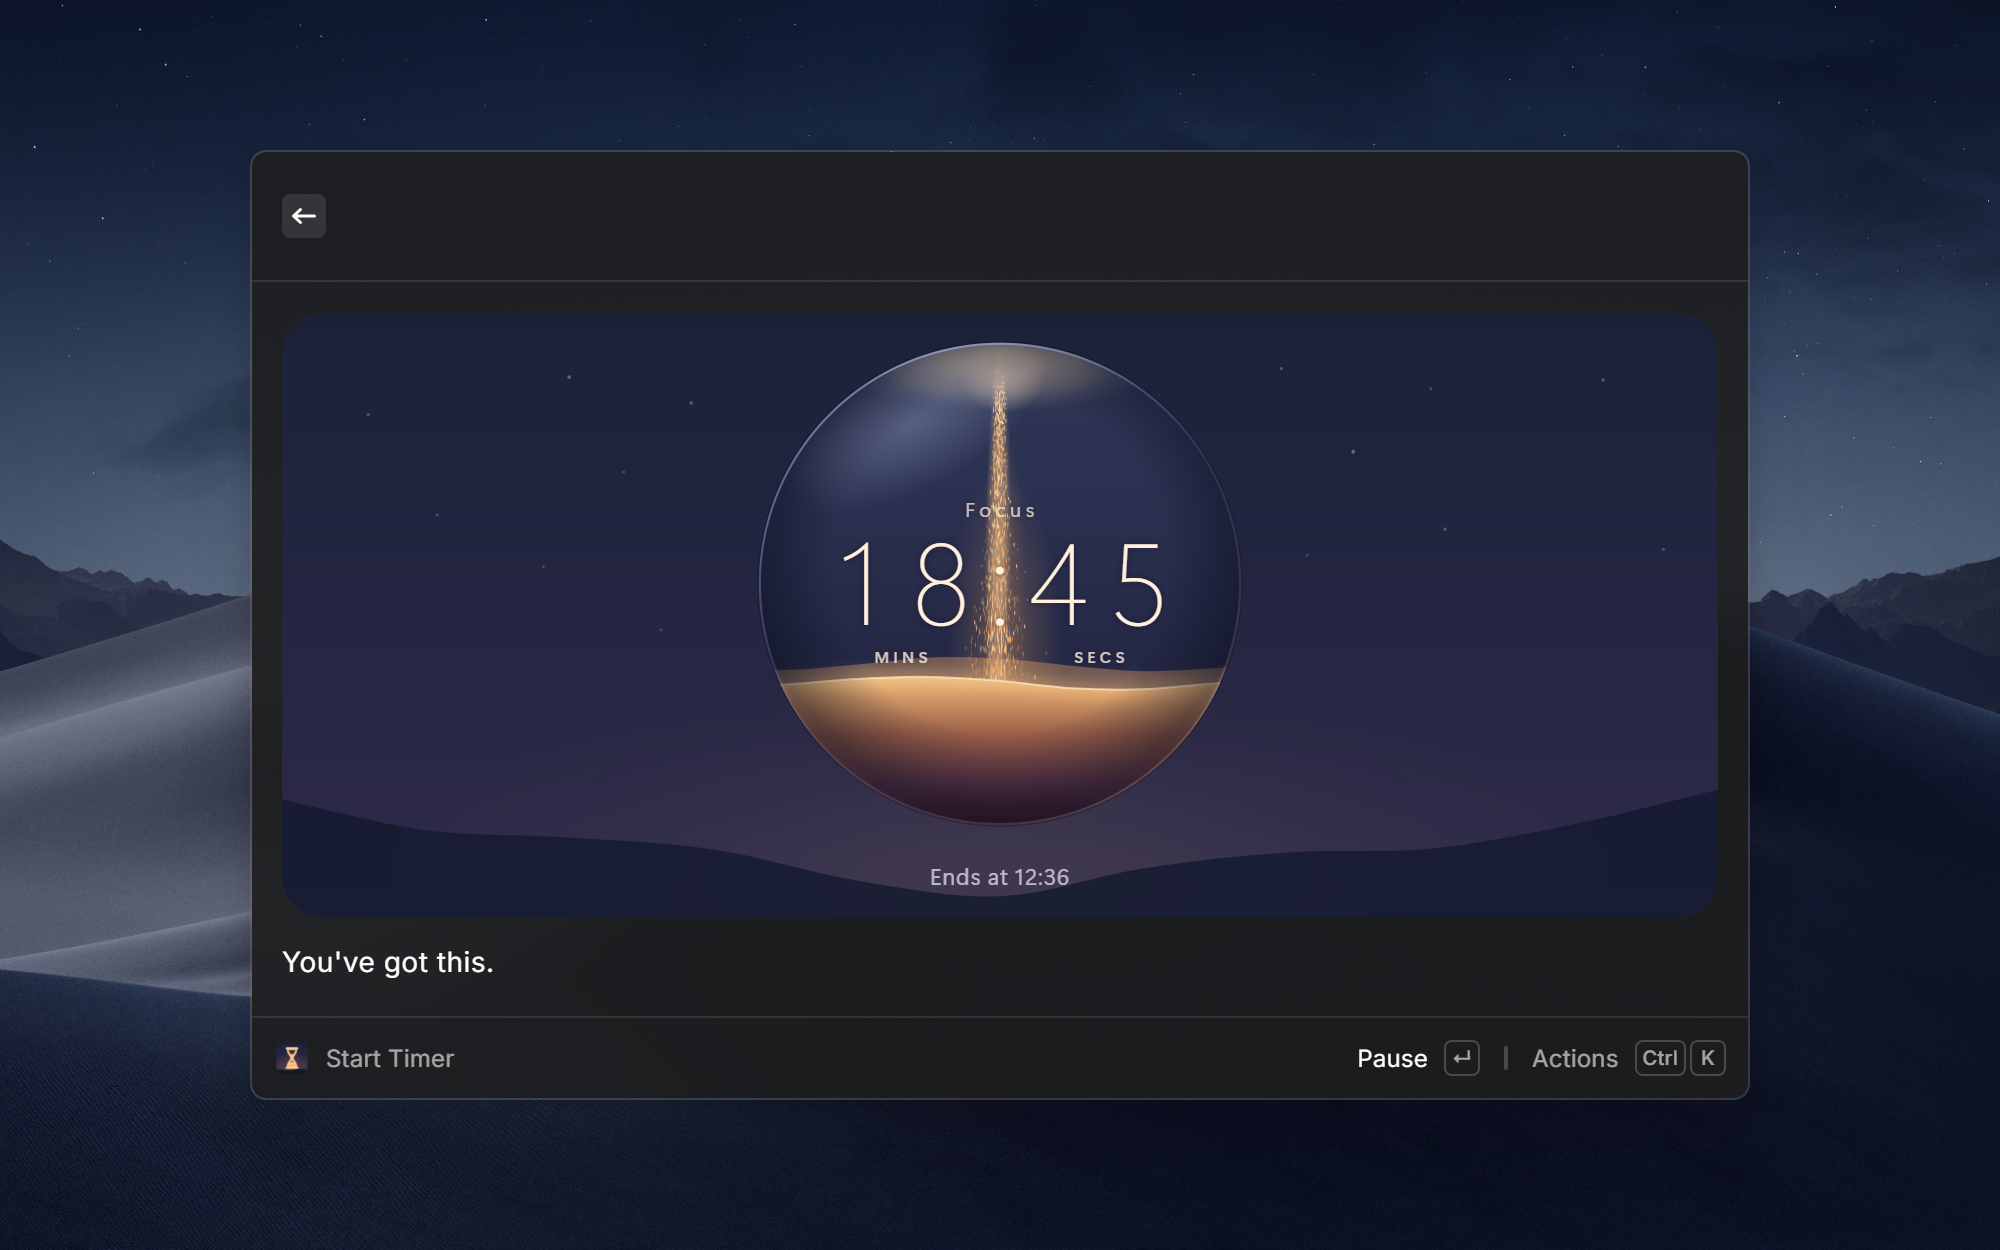 Focus
18:45
MINS SECS
Ends at 12:36
You've got this.
Start Timer
Pause Actions Ctrl K